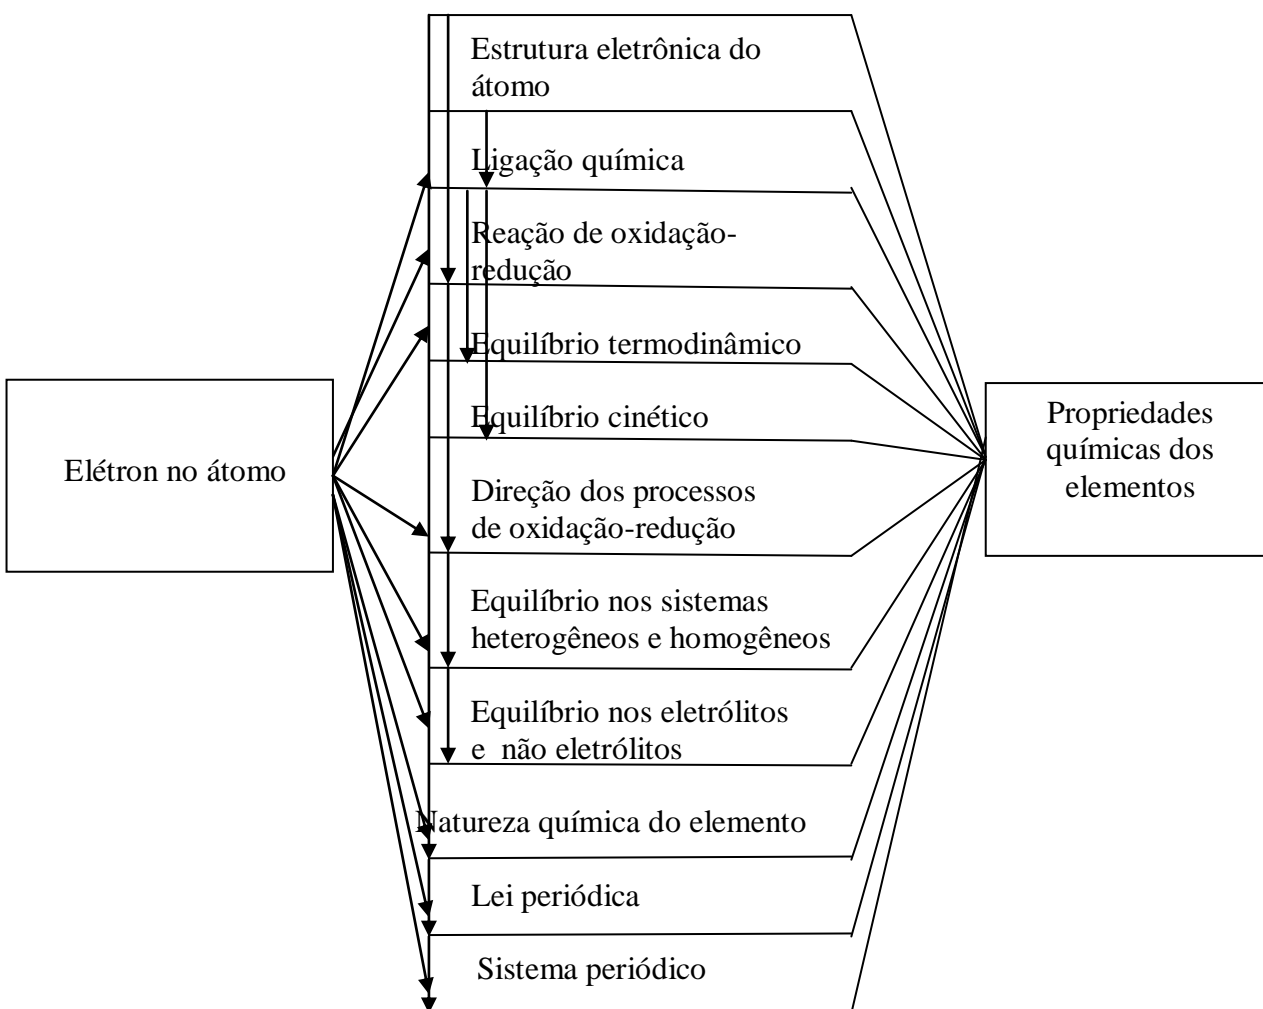 Estrutura eletrônica do
átomo
Ligação química
Reação de oxidação-
redução
Equilíbrio termodinâmico
Equilíbrio cinético
Direção dos processos
de oxidação-redução
Equilíbrio nos sistemas
heterogêneos e homogêneos
Equilíbrio nos eletrólitos
e não eletrólitos
Natureza química do elemento
Lei periódica
Sistema periódico
Elétron no átomo
Propriedades
químicas dos
elementos